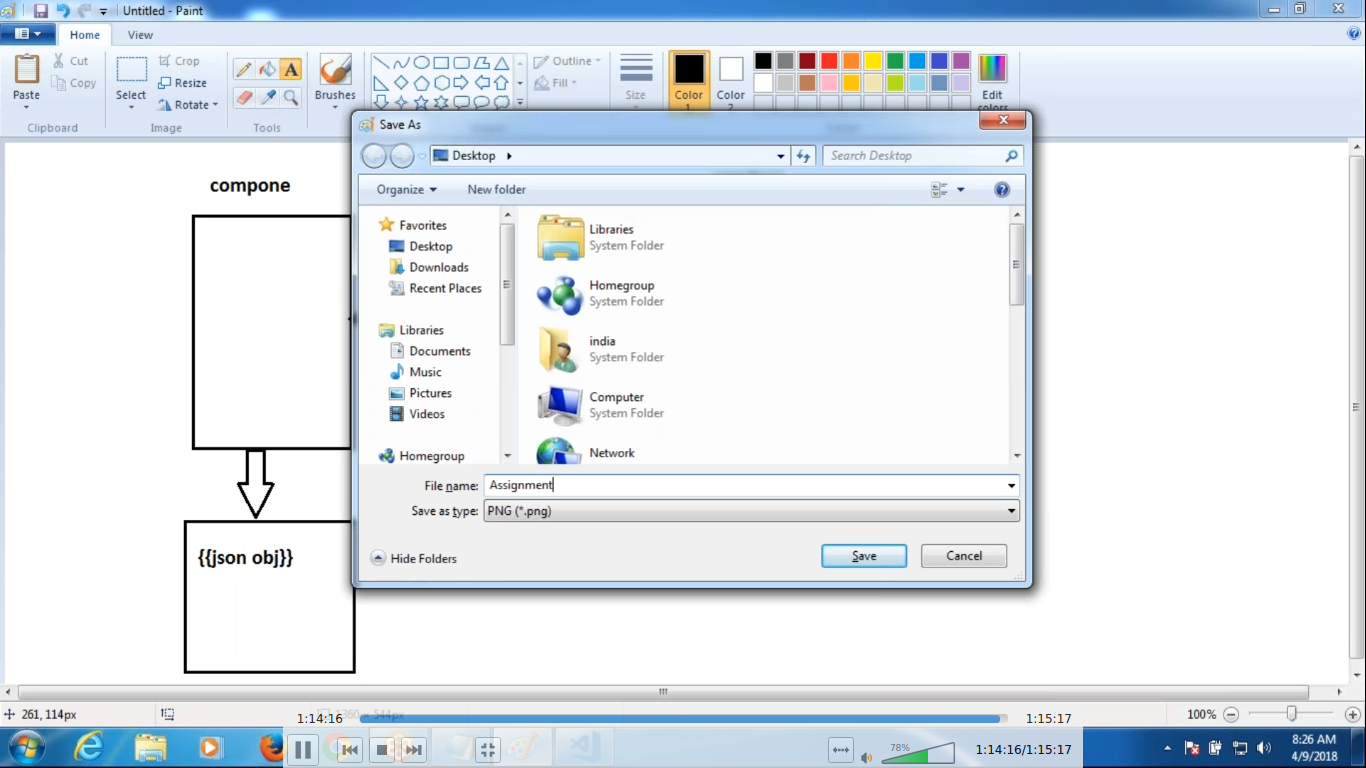 Untitled - Paint
Home View
Paste Cut Copy
Clipboard
Select Crop Resize Rotate
Image
Tools
Brushes
Outline
Fill
Size
Color 1
Color 2
Edit colors
compone
{{json obj}}
Save As
Desktop
Search Desktop
Organize New folder
Favorites
Desktop
Downloads
Recent Places
Libraries
Documents
Music
Pictures
Videos
Homegroup
Libraries
System Folder
Homegroup
System Folder
india
System Folder
Computer
System Folder
Network
File name: Assignment
Save as type: PNG (*.png)
Hide Folders Save Cancel
261, 114px
100%
1:14:16 1:15:17
78%
1:14:16/1:15:17
8:26 AM
4/9/2018